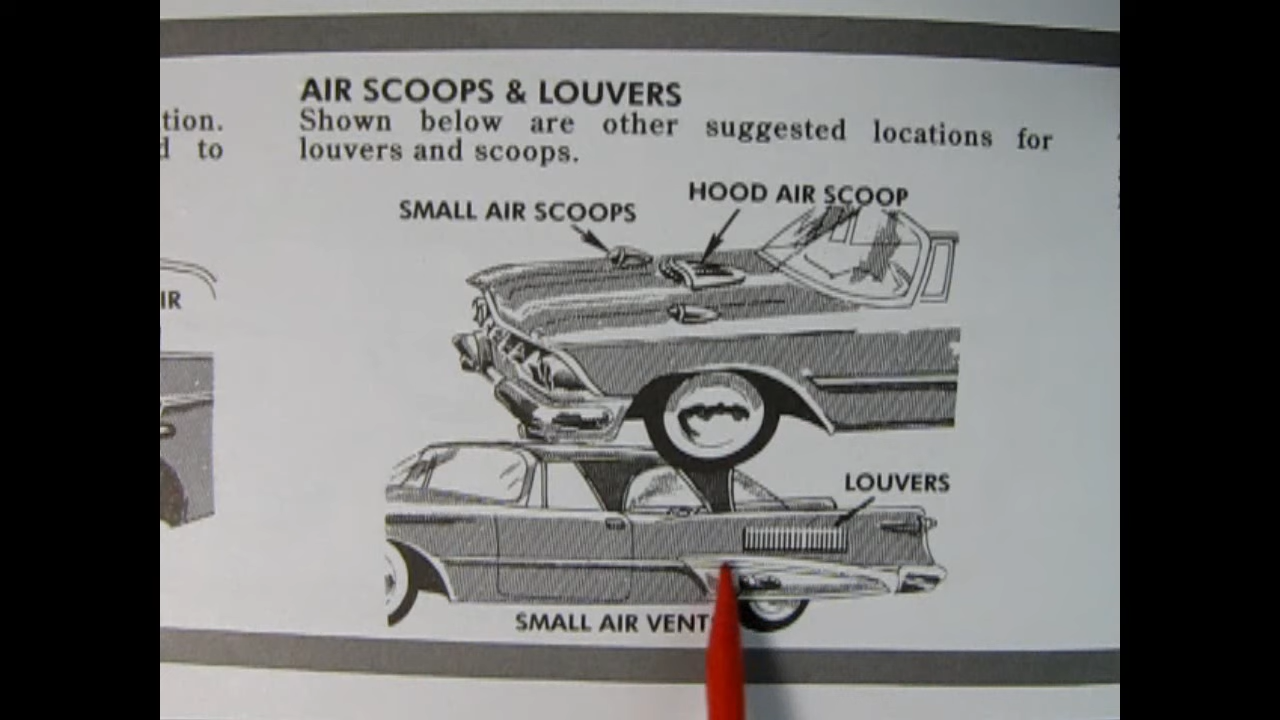 AIR SCOOPS & LOUVERS
tion.
Shown below are other suggested locations for
to
louvers and scoops.
HOOD AIR SCOOP
SMALL AIR SCOOPS
IR
LOUVERS
SMALL AIR VENT